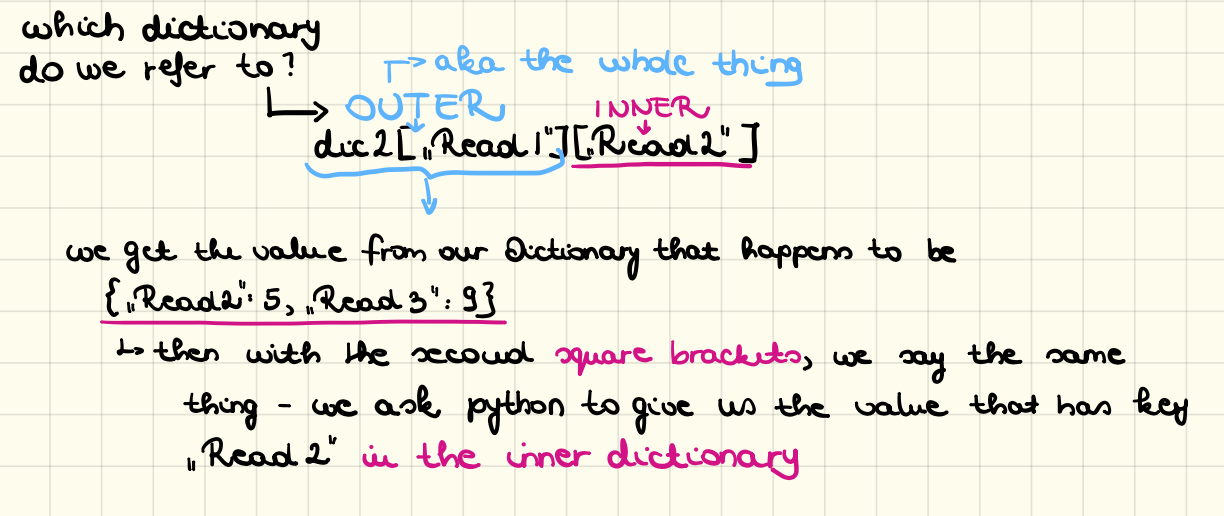 which dictionary
do we refer to?
↱> aka the whole thing
↳ OUTER INNER
dic2[„Read1"][„Read2"]
we get the value from our Dictionary that happens to be
{„Read2": 5, „Read3": 9}
↳ then with the second square brackets, we say the same
thing - we ask python to give us the value that has key
„Read2" in the inner dictionary